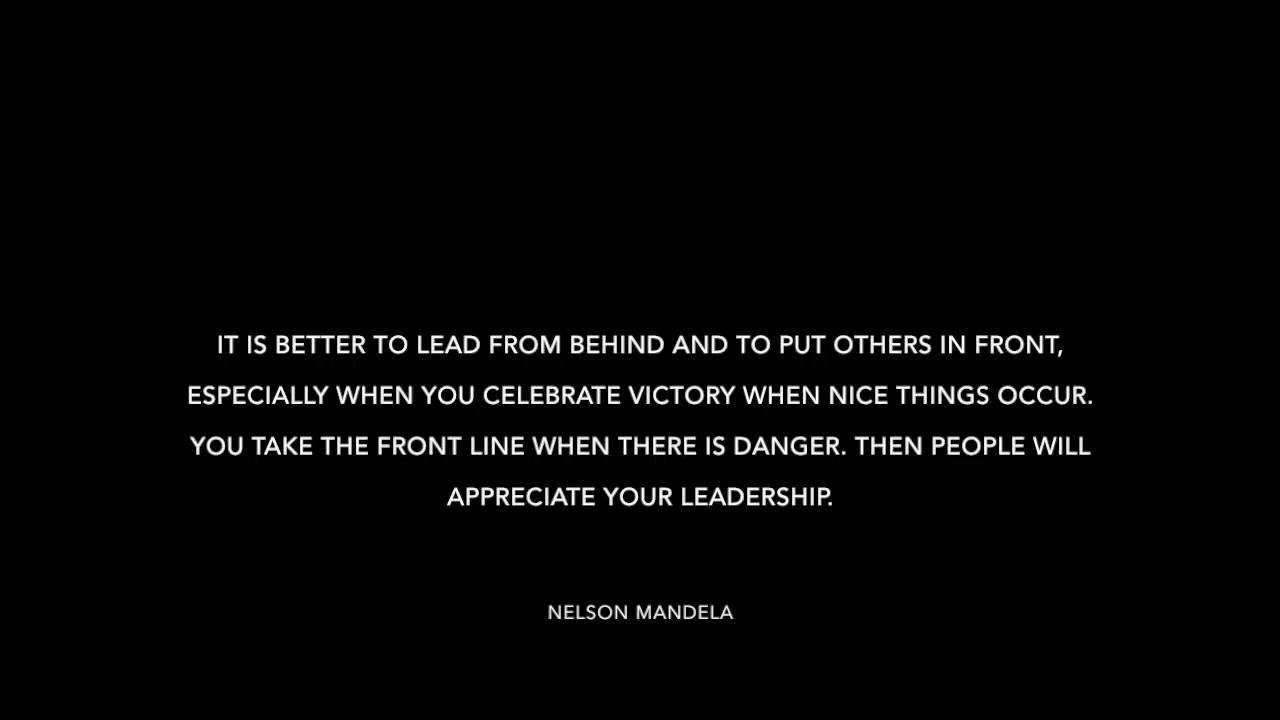 IT IS BETTER TO LEAD FROM BEHIND AND TO PUT OTHERS IN FRONT,
ESPECIALLY WHEN YOU CELEBRATE VICTORY WHEN NICE THINGS OCCUR.
YOU TAKE THE FRONT LINE WHEN THERE IS DANGER. THEN PEOPLE WILL
APPRECIATE YOUR LEADERSHIP.
NELSON MANDELA